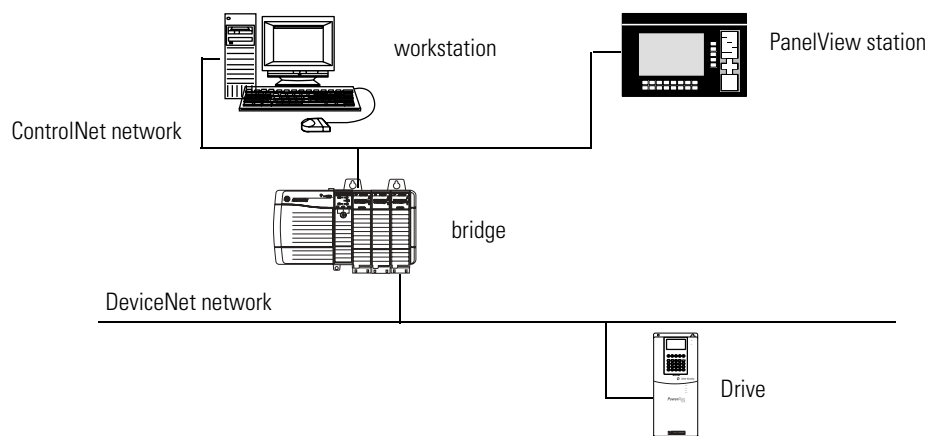 workstation
PanelView station
ControlNet network
bridge
DeviceNet network
Drive